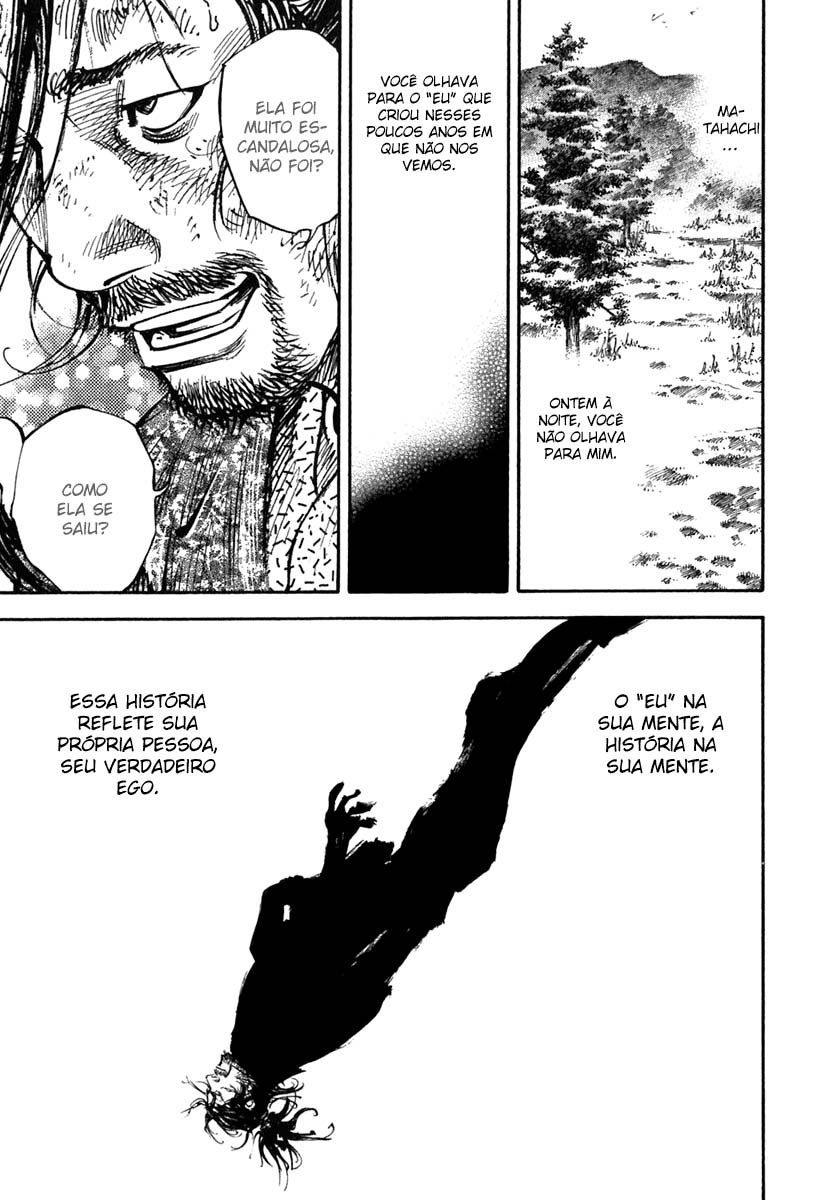 MA-
TAHACHI
...
ONTEM À
NOITE, VOCÊ
NÃO OLHAVA
PARA MIM.
VOCÊ OLHAVA
PARA O "EU" QUE
CRIOU NESSES
POUCOS ANOS EM
QUE NÃO NOS
VEMOS.
ELA FOI
MUITO ES-
CANDALOSA,
NÃO FOI?
COMO
ELA SE
SAIU?
O "EU" NA
SUA MENTE, A
HISTÓRIA NA
SUA MENTE.
ESSA HISTÓRIA
REFLETE SUA
PRÓPRIA PESSOA,
SEU VERDADEIRO
EGO.